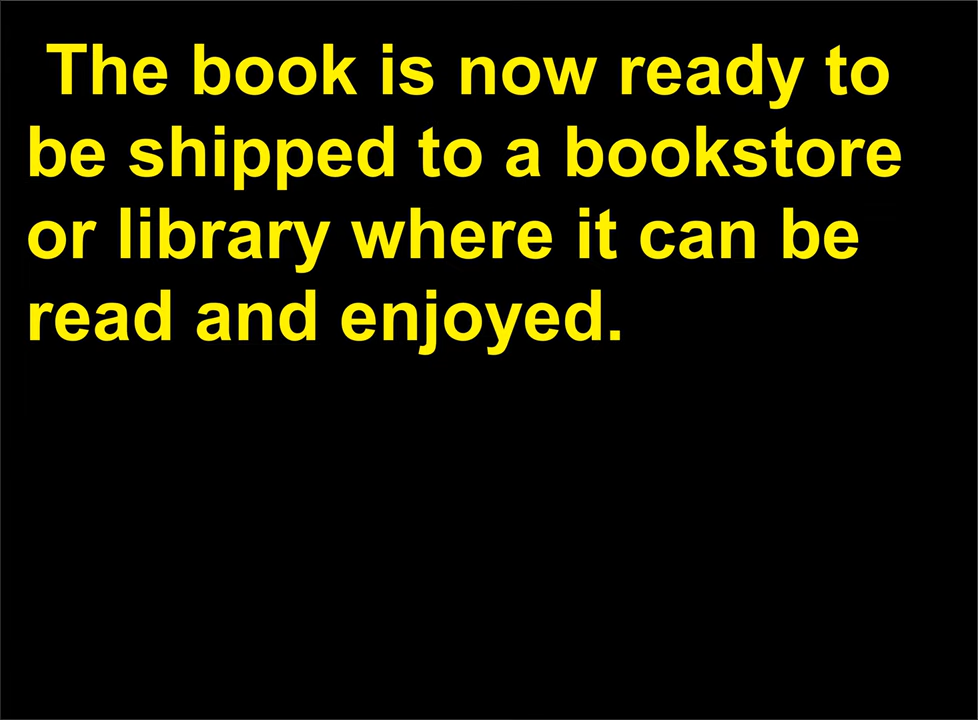 The book is now ready to
be shipped to a bookstore
or library where it can be
read and enjoyed.